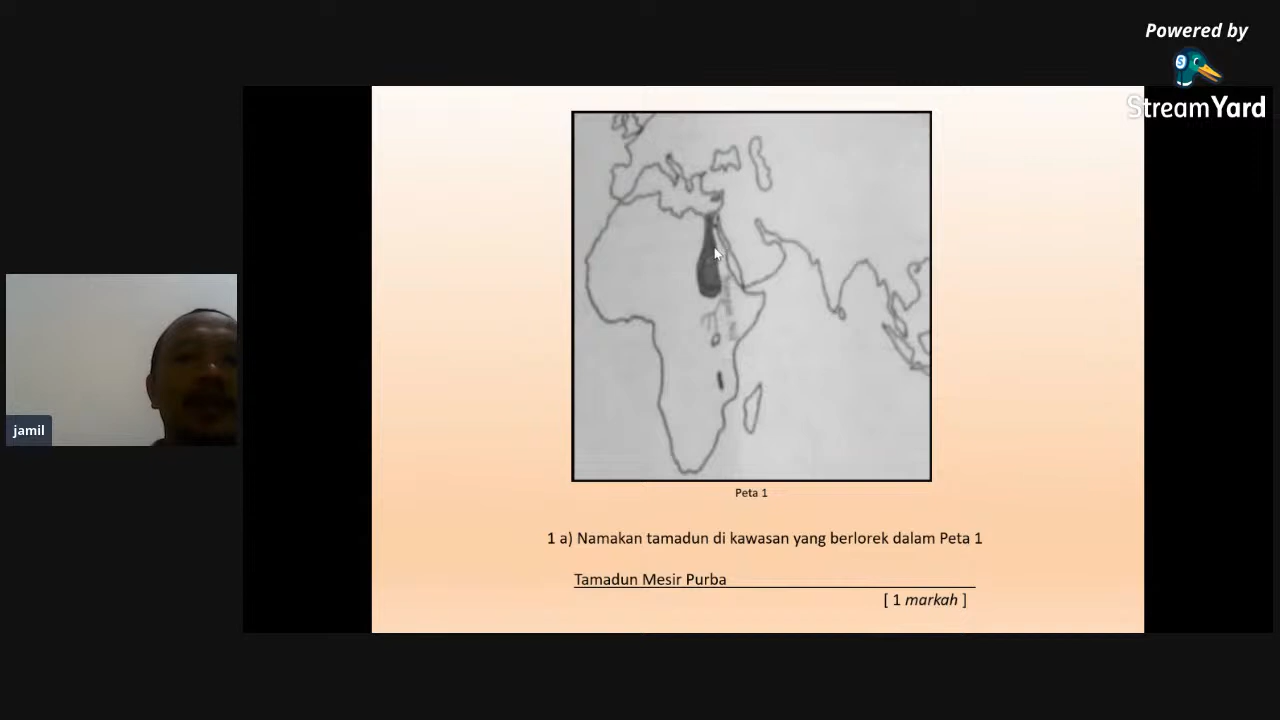 Powered by
StreamYard
jamil
Peta 1
1 a) Namakan tamadun di kawasan yang berlorek dalam Peta 1
Tamadun Mesir Purba
[ 1 markah ]